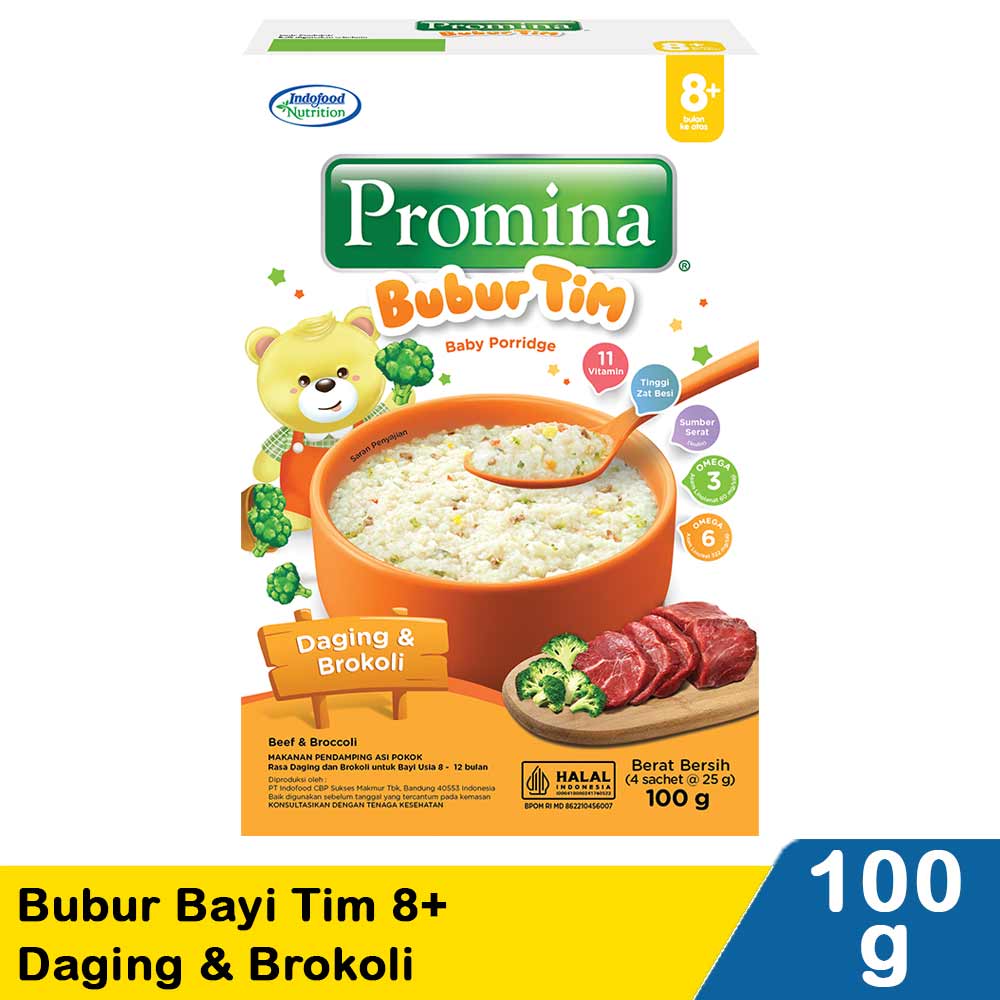 Promina
Bubur Tim
8+
Indofood
Nutrition
8+
bulan
ke atas
Promina
®
Bubur Tim
Baby Porridge
11
Vitamin
Tinggi
Zat Besi
Sumber
Serat
OMEGA
3
OMEGA
6
Saran Penyajian
Daging &
Brokoli
Beef & Broccoli
MAKANAN PENDAMPING ASI POKOK
Rasa Daging dan Brokoli untuk Bayi Usia 8 - 12 bulan
Diproduksi oleh :
PT Indofood CBP Sukses Makmur Tbk, Bandung 40553 Indonesia
Baik digunakan sebelum tanggal yang tercantum pada kemasan
KONSULTASIKAN DENGAN TENAGA KESEHATAN
HALAL
INDONESIA
BPOM RI MD 862210456007
Berat Bersih
(4 sachet @ 25 g)
100 g
Bubur Bayi Tim 8+
Daging & Brokoli
100
g